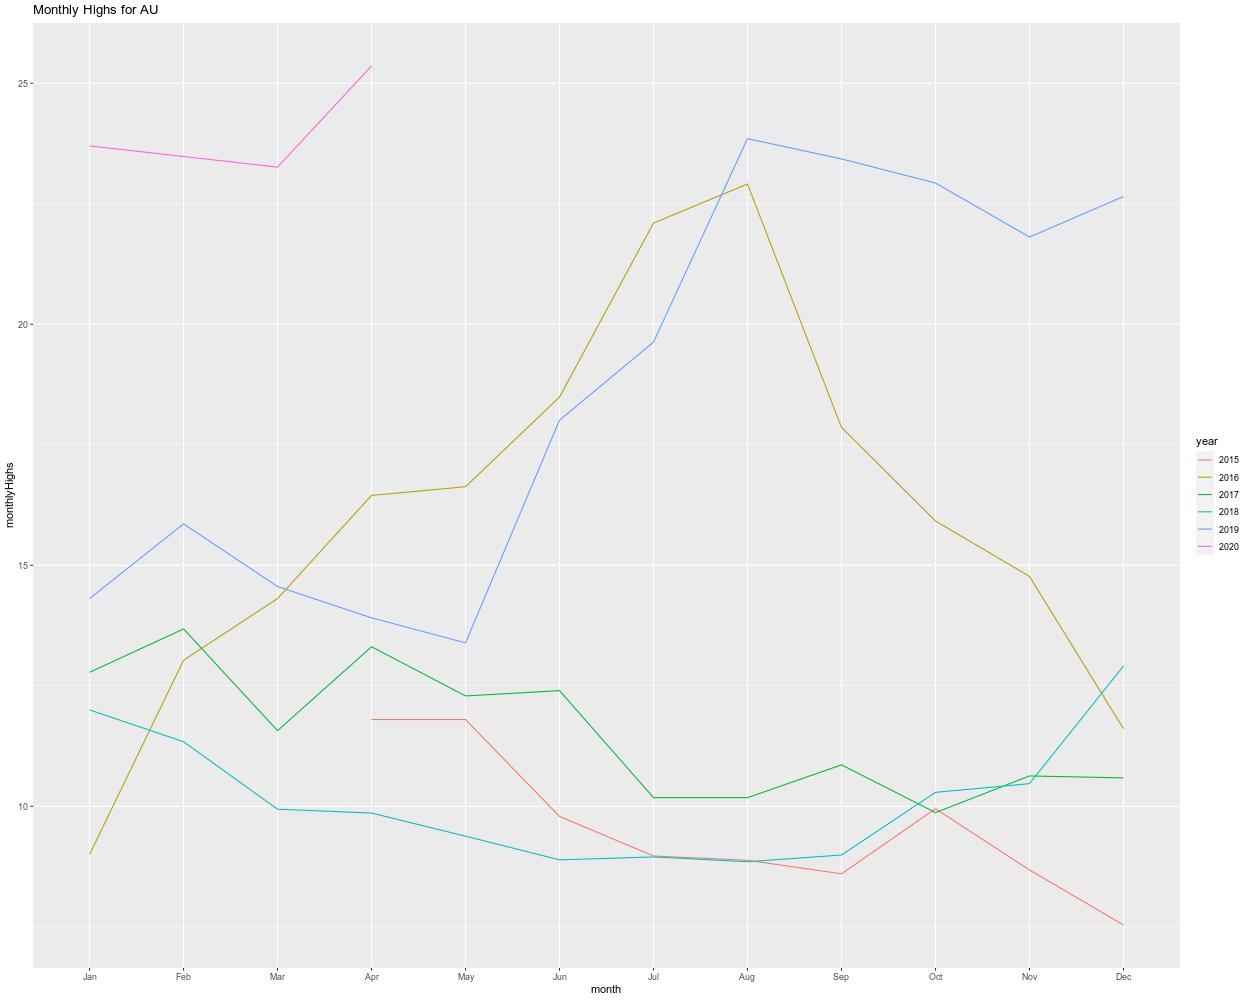 Monthly Highs for AU
25
20
15
10
monthlyHighs
Jan Feb Mar Apr May Jun Jul Aug Sep Oct Nov Dec
month
year
2015
2016
2017
2018
2019
2020